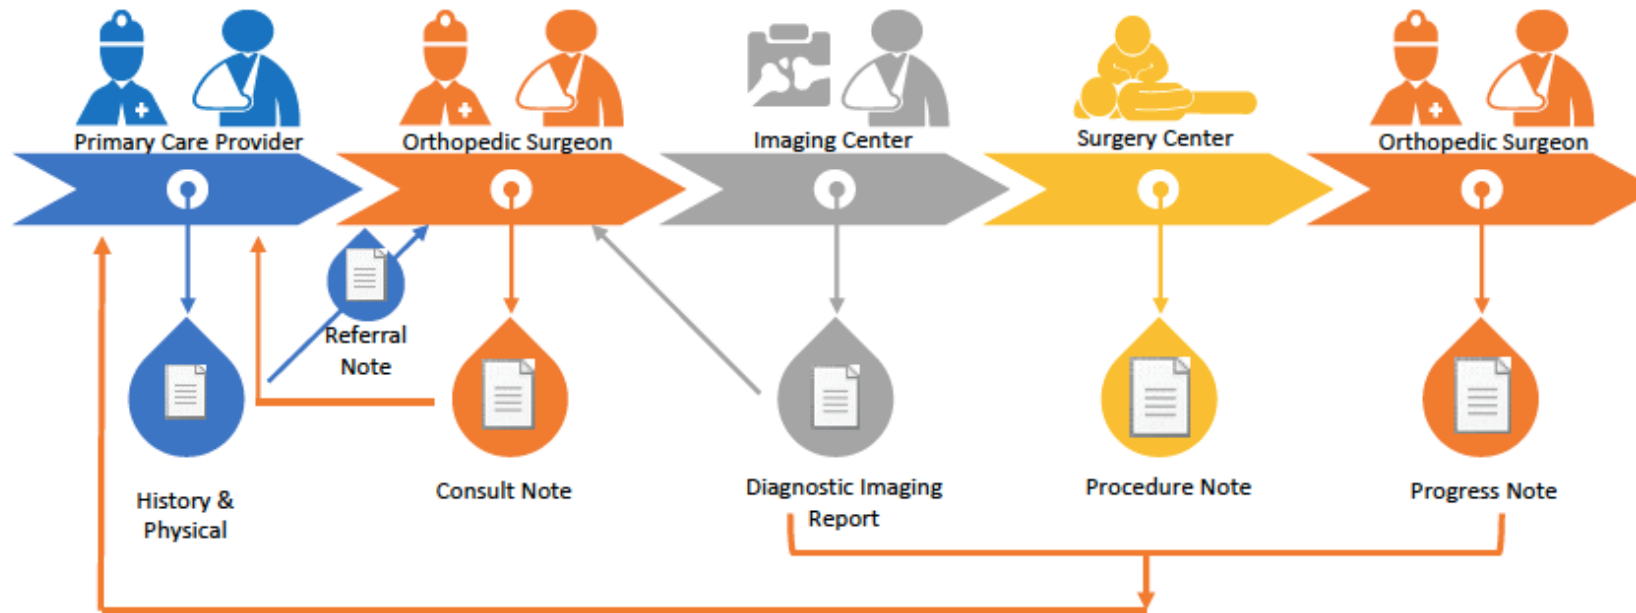 Primary Care Provider
Orthopedic Surgeon
Imaging Center
Surgery Center
Orthopedic Surgeon
Referral
Note
History &
Physical
Consult Note
Diagnostic Imaging
Report
Procedure Note
Progress Note